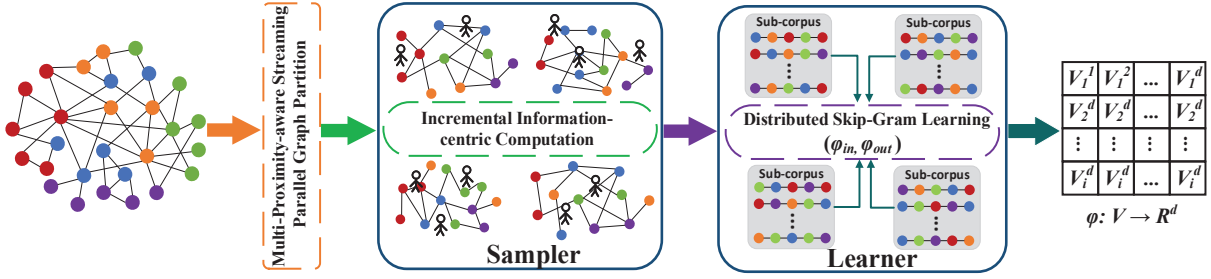 Multi-Proximity-aware Streaming
Parallel Graph Partition
Incremental Information-
centric Computation
Sampler
Sub-corpus
Sub-corpus
Distributed Skip-Gram Learning
(φin, φout)
Sub-corpus
Sub-corpus
Learner
V₁¹ V₁² ... V₁ᵈ
V₂ᵈ V₂ᵈ ... V₂ᵈ
⋮ ⋮ ⋮ ⋮
Vᵢᵈ Vᵢᵈ ... Vᵢᵈ
φ: V → Rᵈ